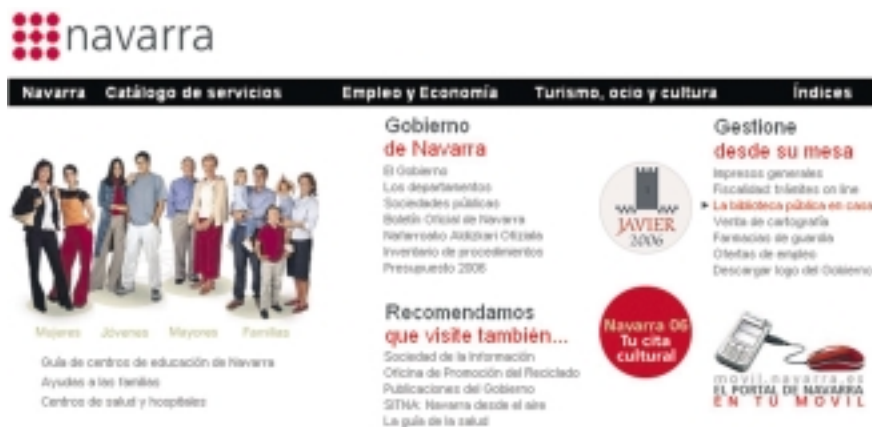 navarra
Navarra Catálogo de servicios Empleo y Economía Turismo, ocio y cultura Índices
Mujeres Jóvenes Mayores Familias
Guía de centros de educación de Navarra
Ayudas a las familias
Centros de salud y hospitales
Gobierno
de Navarra
El Gobierno
Los departamentos
Sociedades públicas
Boletín Oficial de Navarra
Nafarroako Aldizkari Ofiziala
Inventario de procedimientos
Presupuesto 2006
Recomendamos
que visite también...
Sociedad de la Información
Oficina de Promoción del Reciclado
Publicaciones del Gobierno
SITNA: Navarra desde el aire
La guía de la salud
JAVIER
2006
Navarra 06
Tu cita
cultural
Gestione
desde su mesa
Impresos generales
Fiscalidad: trámites on line
La biblioteca pública en casa
Venta de cartografía
Farmacias de guardia
Ofertas de empleo
Descargar logo del Gobierno
movil.navarra.es
EL PORTAL DE NAVARRA
EN TU MOVIL